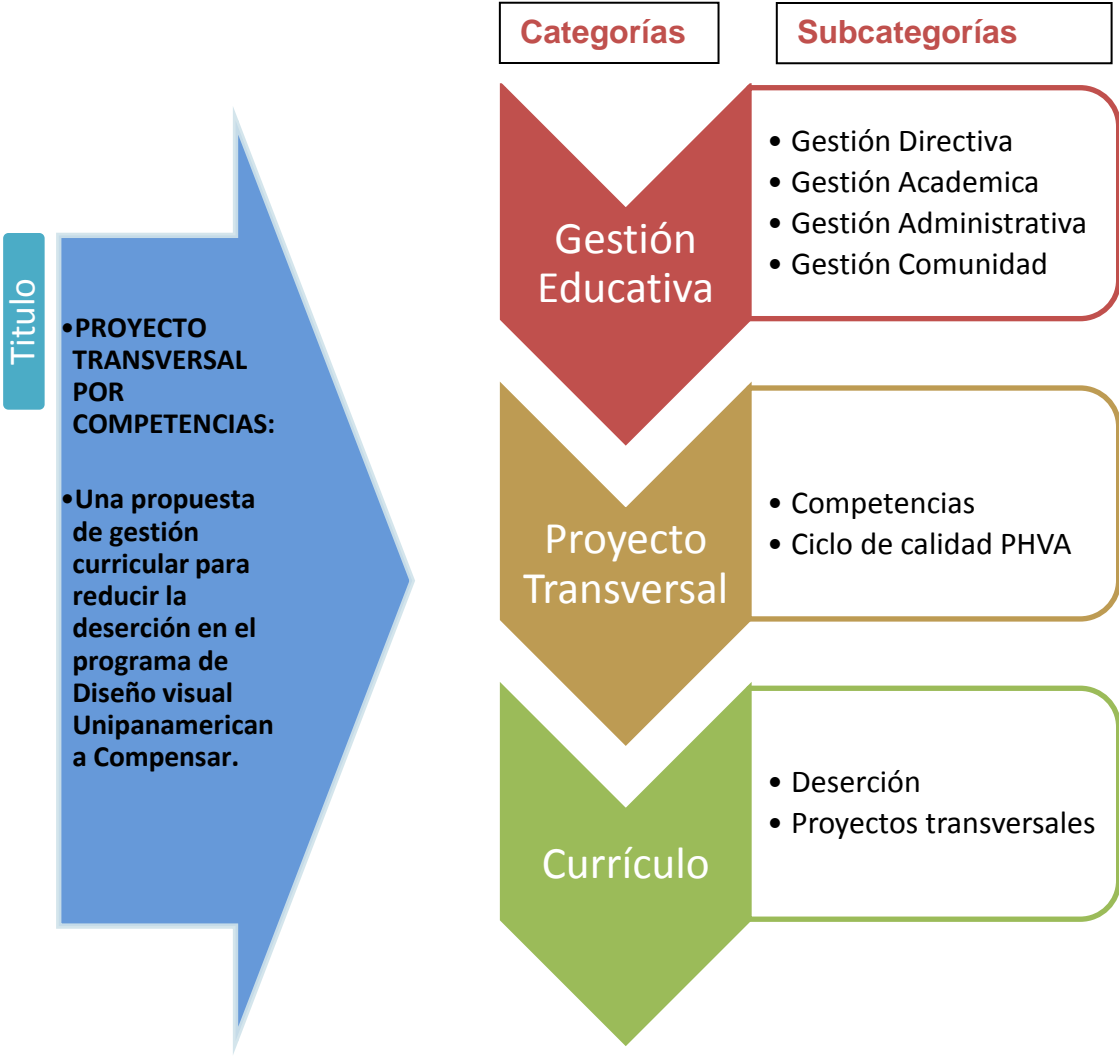 Categorías
Subcategorías
Titulo
•PROYECTO
TRANSVERSAL
POR
COMPETENCIAS:
•Una propuesta
de gestión
curricular para
reducir la
deserción en el
programa de
Diseño visual
Unipanamerican
a Compensar.
Gestión
Educativa
• Gestión Directiva
• Gestión Academica
• Gestión Administrativa
• Gestión Comunidad
Proyecto
Transversal
• Competencias
• Ciclo de calidad PHVA
Currículo
• Deserción
• Proyectos transversales